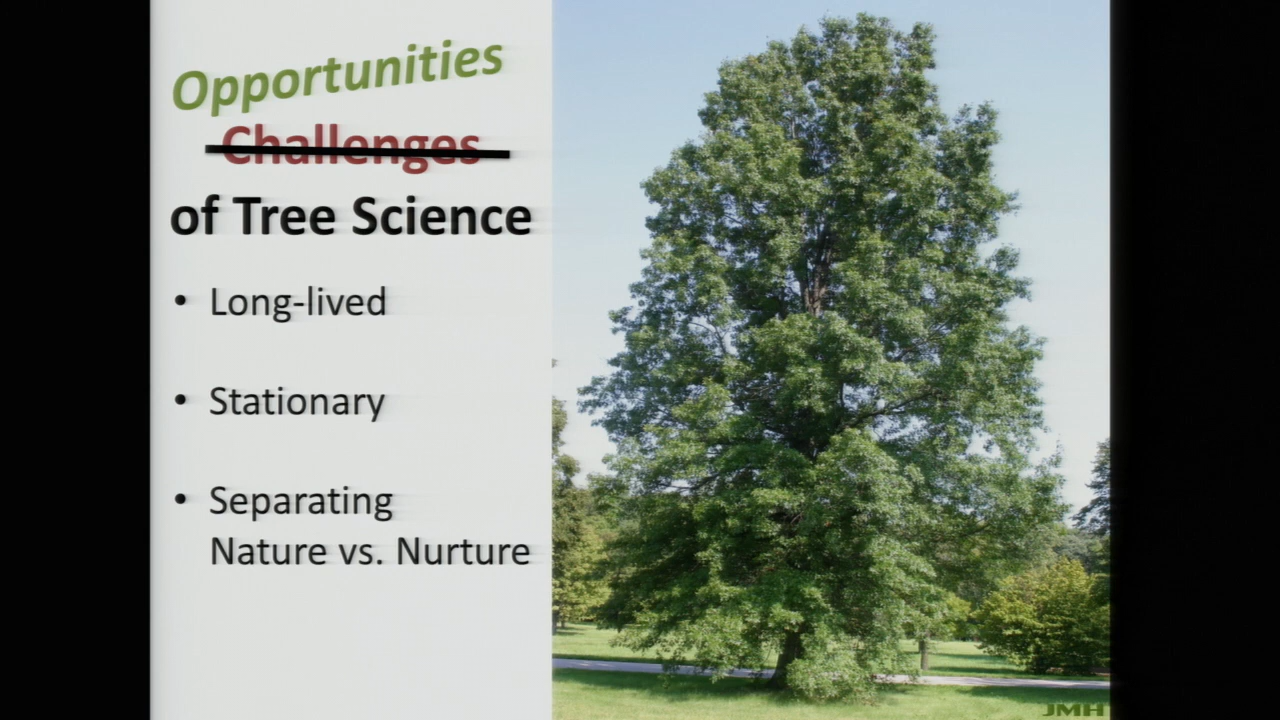 Opportunities
Challenges
of Tree Science
• Long-lived
• Stationary
• Separating
Nature vs. Nurture
JMH